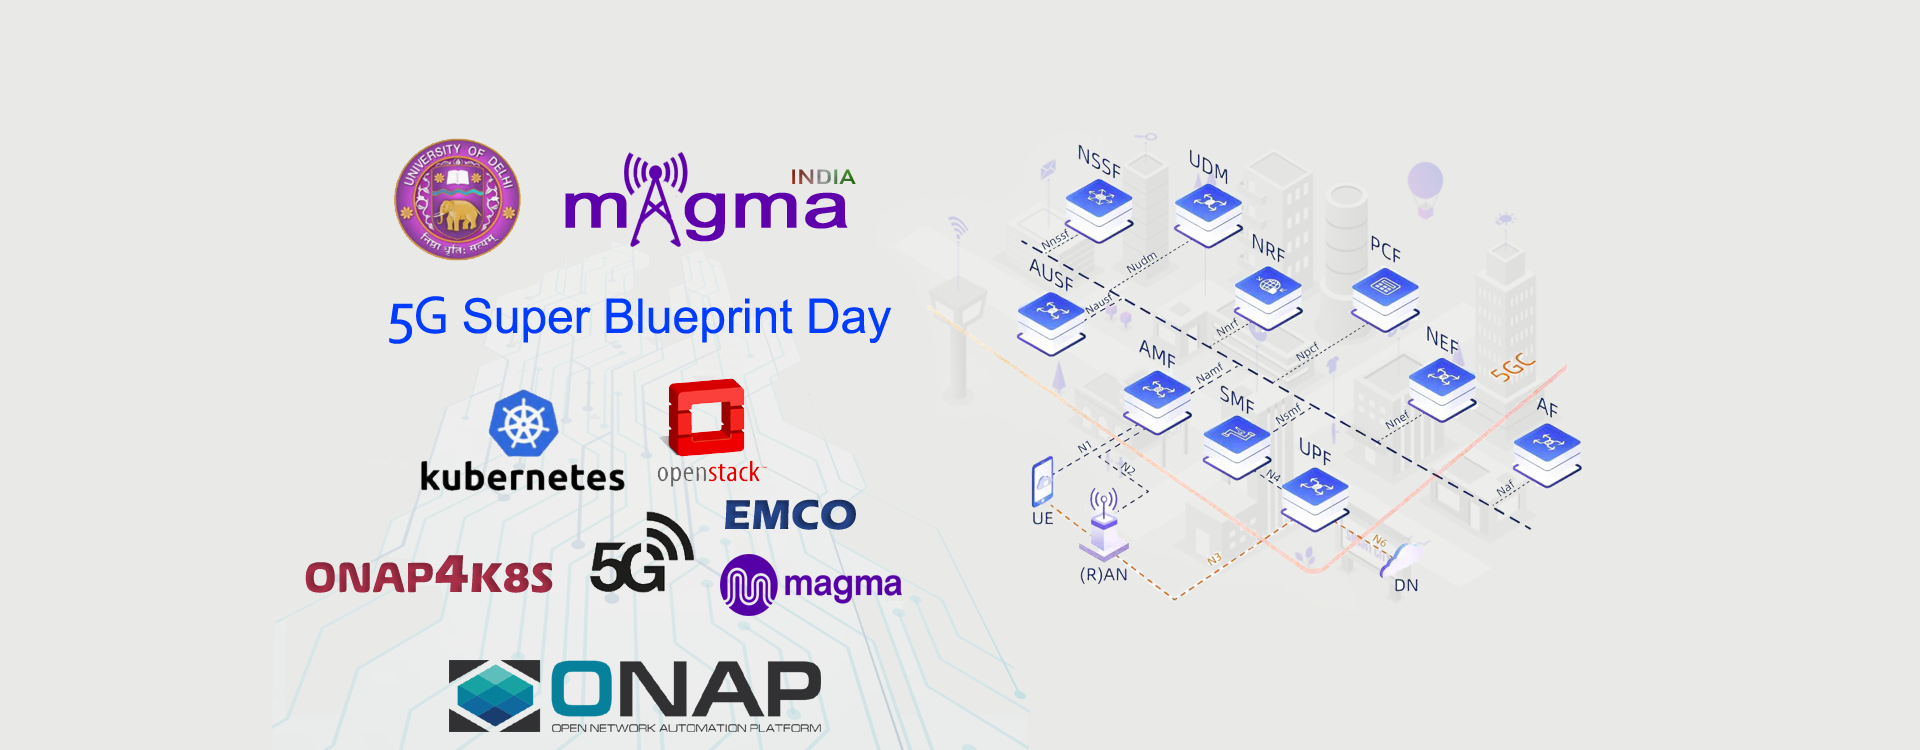 UNIVERSITY OF DELHI
निष्ठा धृति: सत्यम्
INDIA
magma
5G Super Blueprint Day
kubernetes
openstack
EMCO
ONAP4K8S
5G
magma
ONAP
OPEN NETWORK AUTOMATION PLATFORM
NSSF
UDM
Nnssf
Nudm
NRF
PCF
AUSF
Nausf
Nnrf
Npcf
NEF
AMF
Namf
5GC
SMF
Nsmf
Nnef
AF
N1
N2
UPF
N4
Naf
UE
N3
N6
(R)AN
DN